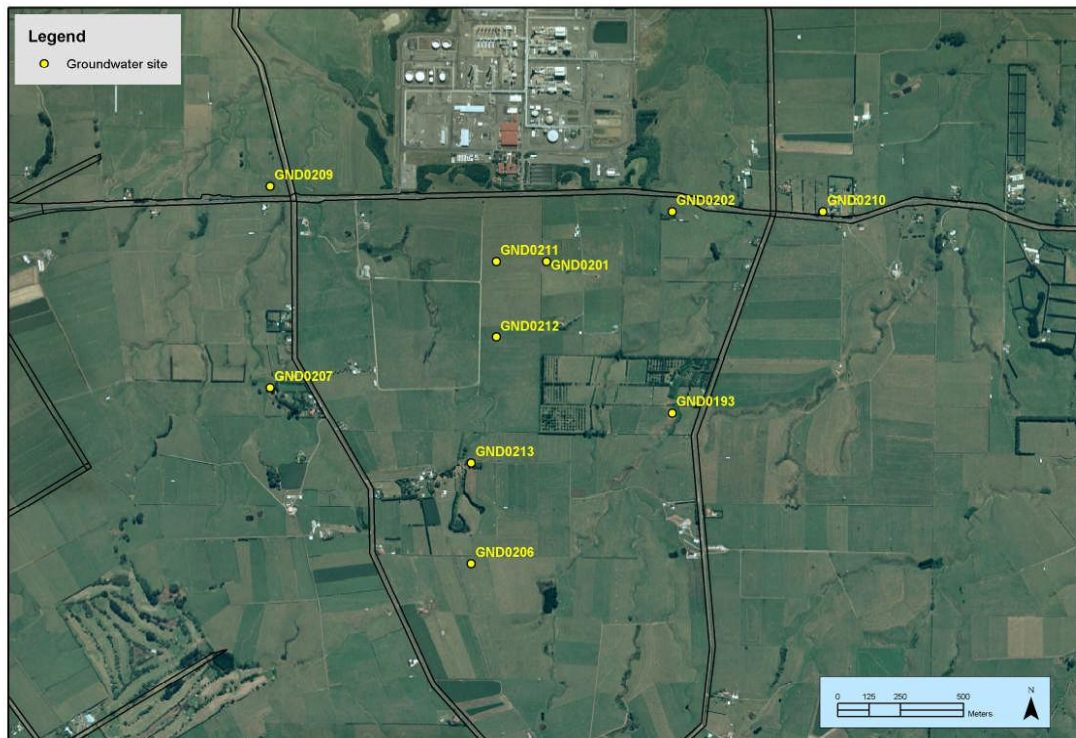 Legend
Groundwater site
GND0209
GND0202
GND0210
GND0211
GND0201
GND0212
GND0207
GND0193
GND0213
GND0206
N
0 125 250 500
Meters